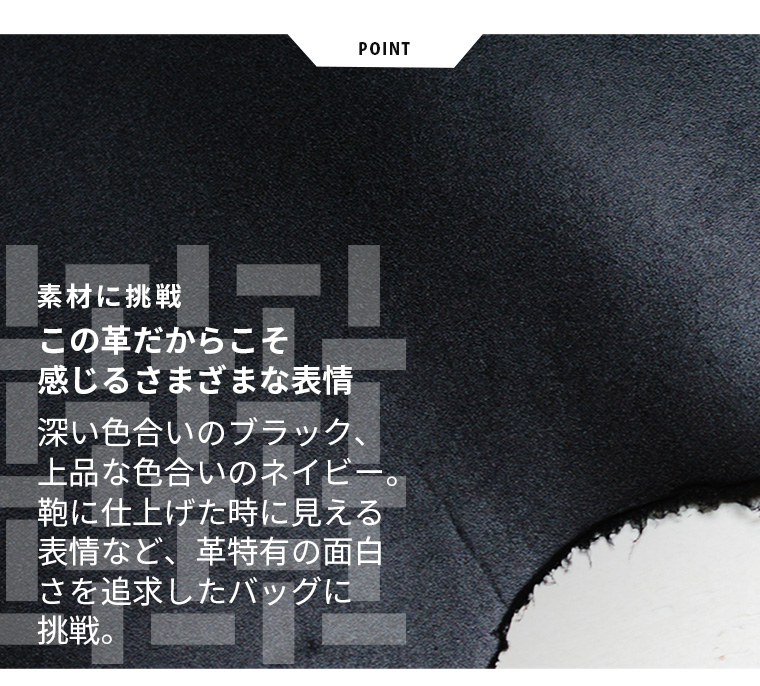 POINT
素材に挑戦
この革だからこそ
感じるさまざまな表情
深い色合いのブラック、
上品な色合いのネイビー。
鞄に仕上げた時に見える
表情など、革特有の面白
さを追求したバッグに
挑戦。